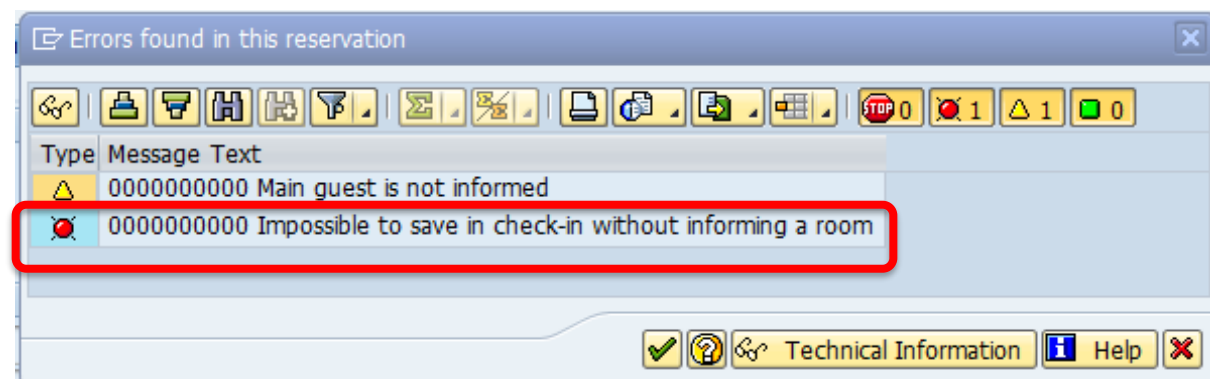 Errors found in this reservation
STOP 0 1 1 0
Type Message Text
0000000000 Main guest is not informed
0000000000 Impossible to save in check-in without informing a room
Technical Information Help